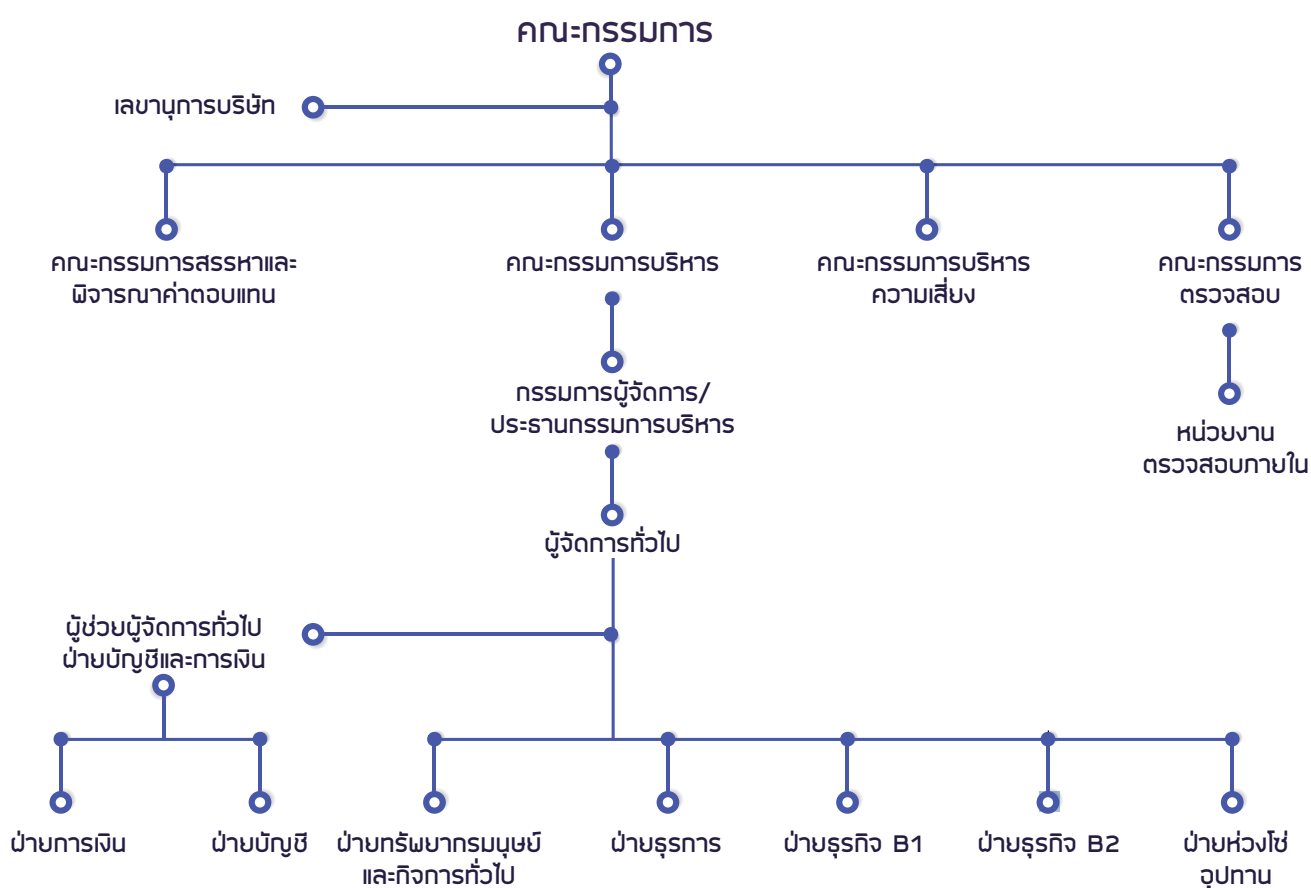 คณะกรรมการ
เลขานุการบริษัท
คณะกรรมการสรรหาและ
พิจารณาค่าตอบแทน
คณะกรรมการบริหาร
คณะกรรมการบริหาร
ความเสี่ยง
คณะกรรมการ
ตรวจสอบ
กรรมการผู้จัดการ/
ประธานกรรมการบริหาร
หน่วยงาน
ตรวจสอบภายใน
ผู้จัดการทั่วไป
ผู้ช่วยผู้จัดการทั่วไป
ฝ่ายบัญชีและการเงิน
ฝ่ายการเงิน
ฝ่ายบัญชี
ฝ่ายทรัพยากรมนุษย์
และกิจการทั่วไป
ฝ่ายธุรการ
ฝ่ายธุรกิจ B1
ฝ่ายธุรกิจ B2
ฝ่ายห่วงโซ่
อุปทาน